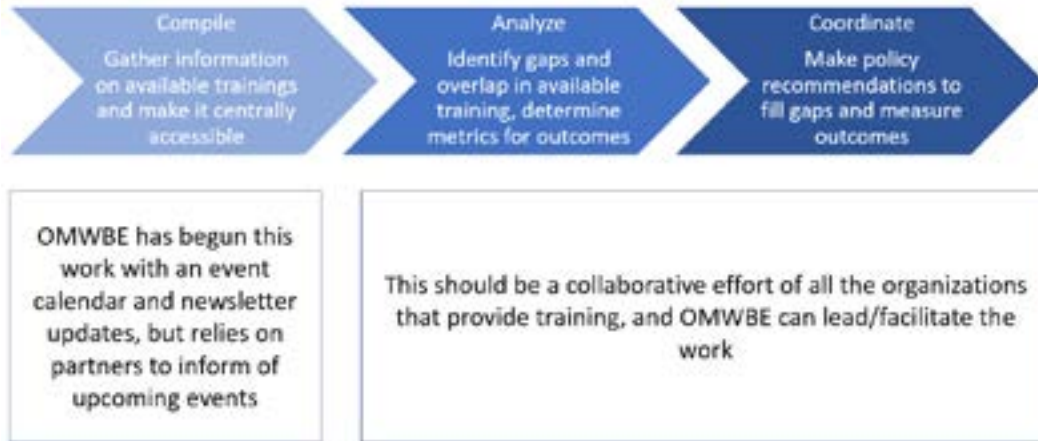 Compile
Gather information
on available trainings
and make it centrally
accessible
Analyze
Identify gaps and
overlap in available
training, determine
metrics for outcomes
Coordinate
Make policy
recommendations to
fill gaps and measure
outcomes
OMWBE has begun this
work with an event
calendar and newsletter
updates, but relies on
partners to inform of
upcoming events
This should be a collaborative effort of all the organizations
that provide training, and OMWBE can lead/facilitate the
work